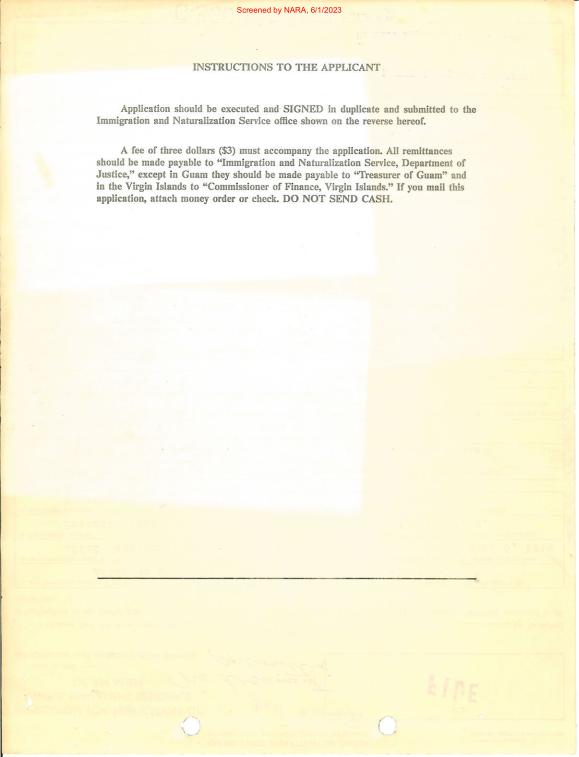 Screened by NARA, 6/1/2023
INSTRUCTIONS TO THE APPLICANT
Application should be executed and SIGNED in duplicate and submitted to the
Immigration and Naturalization Service office shown on the reverse hereof.
A fee of three dollars ($3) must accompany the application. All remittances
should be made payable to “Immigration and Naturalization Service, Department of
Justice,” except in Guam they should be made payable to “Treasurer of Guam” and
in the Virgin Islands to “Commissioner of Finance, Virgin Islands.” If you mail this
application, attach money order or check. DO NOT SEND CASH.